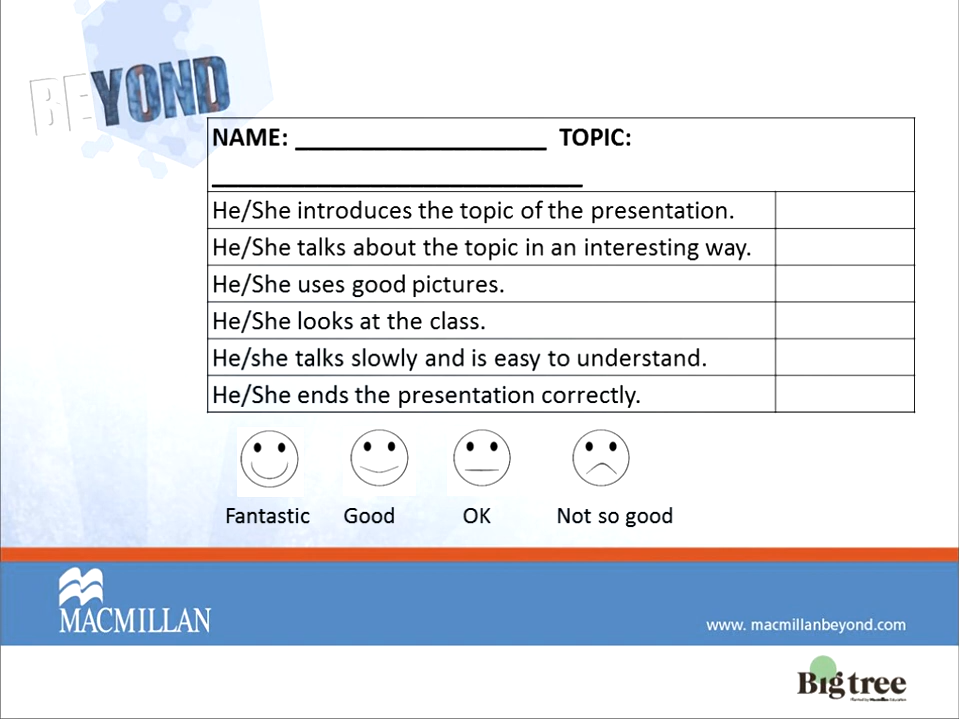 BEYOND
NAME: ___________________ TOPIC:
____________________________
He/She introduces the topic of the presentation.
He/She talks about the topic in an interesting way.
He/She uses good pictures.
He/She looks at the class.
He/she talks slowly and is easy to understand.
He/She ends the presentation correctly.
Fantastic Good OK Not so good
MACMILLAN
www. macmillanbeyond.com
Bigtree